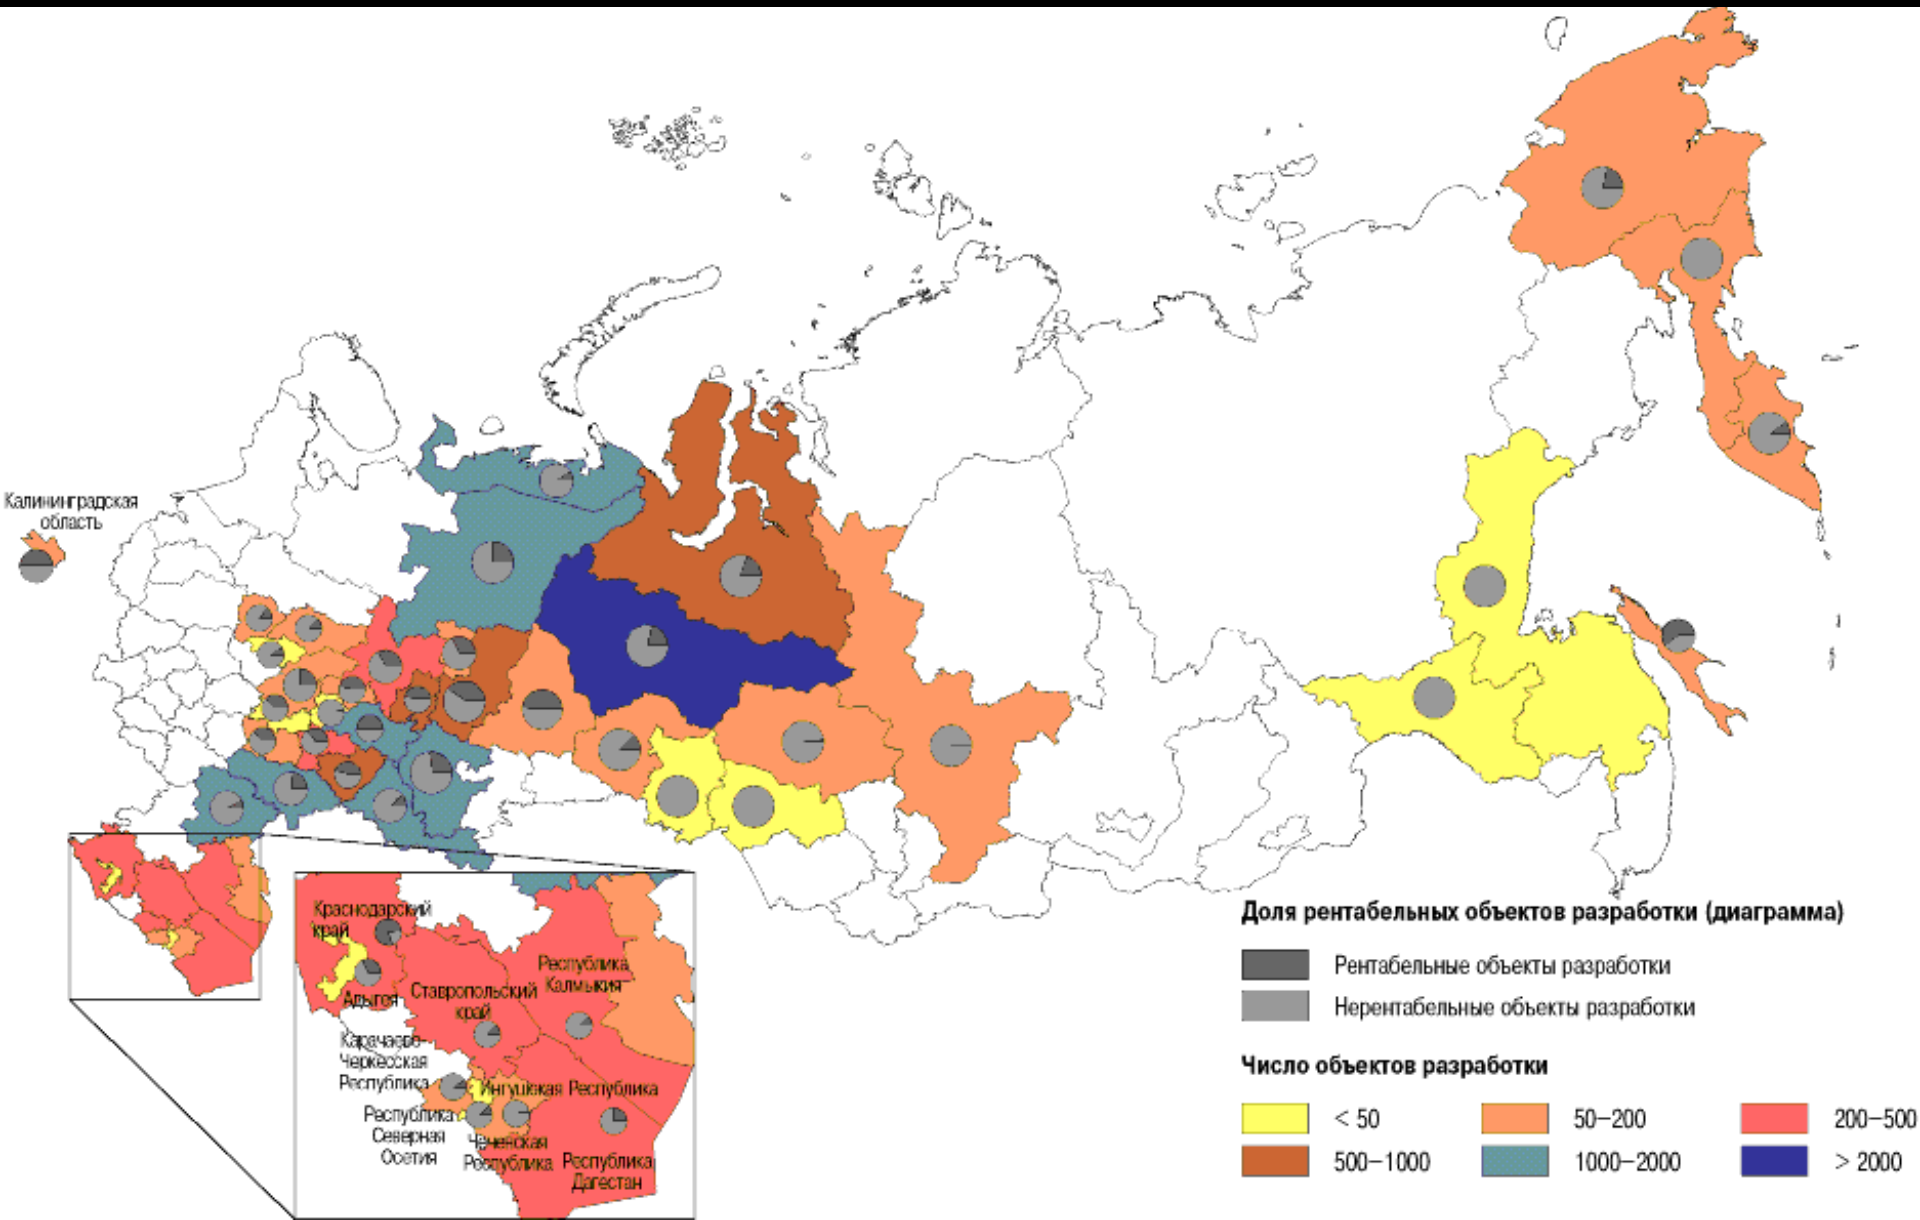 Калининградская
область
Краснодарский
край
Адыгея
Ставропольский
край
Республика
Калмыкия
Карачаево-
Черкесская
Республика
Ингушская Республика
Республика
Северная
Осетия
Чеченская
Республика
Республика
Дагестан
Доля рентабельных объектов разработки (диаграмма)
Рентабельные объекты разработки
Нерентабельные объекты разработки
Число объектов разработки
< 50
50–200
200–500
500–1000
1000–2000
> 2000